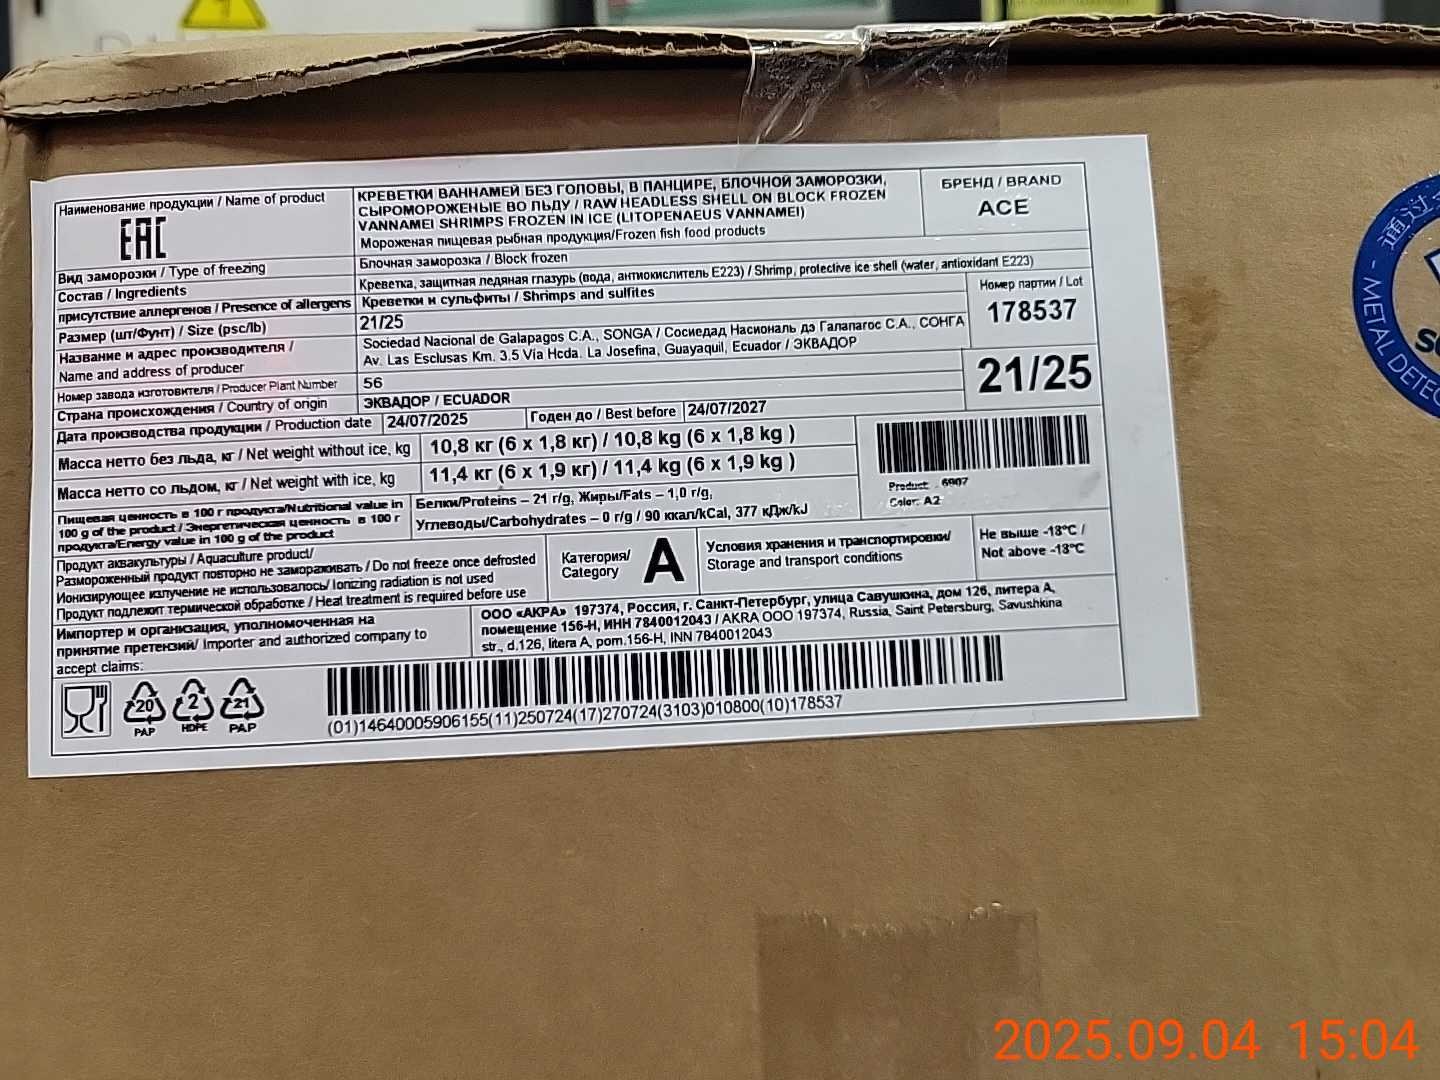 Наименование продукции / Name of product
EAC
КРЕВЕТКИ ВАННАМЕЙ БЕЗ ГОЛОВЫ, В ПАНЦИРЕ, БЛОЧНОЙ ЗАМОРОЗКИ,
СЫРОМОРОЖЕНЫЕ ВО ЛЬДУ / RAW HEADLESS SHELL ON BLOCK FROZEN
VANNAMEI SHRIMPS FROZEN IN ICE (LITOPENAEUS VANNAMEI)
Мороженая пищевая рыбная продукция/Frozen fish food products
БРЕНД / BRAND
ACE
Вид заморозки / Type of freezing
Блочная заморозка / Block frozen
Состав / Ingredients
Креветка, защитная ледяная глазурь (вода, антиокислитель Е223) / Shrimp, protective ice shell (water, antioxidant E223)
присутствие аллергенов / Presence of allergens
Креветки и сульфиты / Shrimps and sulfites
Номер партии / Lot
178537
Размер (шт/Фунт) / Size (psc/lb)
21/25
Название и адрес производителя /
Name and address of producer
Sociedad Nacional de Galapagos C.A., SONGA / Сосиедад Насиональ дэ Галапагос С.А., СОНГА
Av. Las Esclusas Km. 3.5 Via Hcda. La Josefina, Guayaquil, Ecuador / ЭКВАДОР
21/25
Номер завода изготовителя / Producer Plant Number
56
Страна происхождения / Country of origin
ЭКВАДОР / ECUADOR
Дата производства продукции / Production date
24/07/2025
Годен до / Best before
24/07/2027
Масса нетто без льда, кг / Net weight without ice, kg
10,8 кг (6 x 1,8 кг) / 10,8 kg (6 x 1,8 kg )
Масса нетто со льдом, кг / Net weight with ice, kg
11,4 кг (6 x 1,9 кг) / 11,4 kg (6 x 1,9 kg )
Product: 6907
Color: A2
Пищевая ценность в 100 г продукта/Nutritional value in
100 g of the product / Энергетическая ценность в 100 г
продукта/Energy value in 100 g of the product
Белки/Proteins – 21 г/g, Жиры/Fats – 1,0 г/g,
Углеводы/Carbohydrates – 0 г/g / 90 ккал/kCal, 377 кДж/kJ
Продукт аквакультуры / Aquaculture product/
Размороженный продукт повторно не замораживать / Do not freeze once defrosted
Ионизирующее излучение не использовалось/ Ionizing radiation is not used
Продукт подлежит термической обработке / Heat treatment is required before use
Категория/
Category
A
Условия хранения и транспортировки/
Storage and transport conditions
Не выше -18°С /
Not above -18°C
Импортер и организация, уполномоченная на
принятие претензий/ Importer and authorized company to
accept claims:
ООО «АКРА» 197374, Россия, г. Санкт-Петербург, улица Савушкина, дом 126, литера А,
помещение 156-Н, ИНН 7840012043 / AKRA OOO 197374, Russia, Saint Petersburg, Savushkina
str., d.126, litera A, pom.156-H, INN 7840012043
20
PAP
2
HDPE
21
PAP
(01)14640005906155(11)250724(17)270724(3103)010800(10)178537
通过
METAL DETEC
2025.09.04 15:04